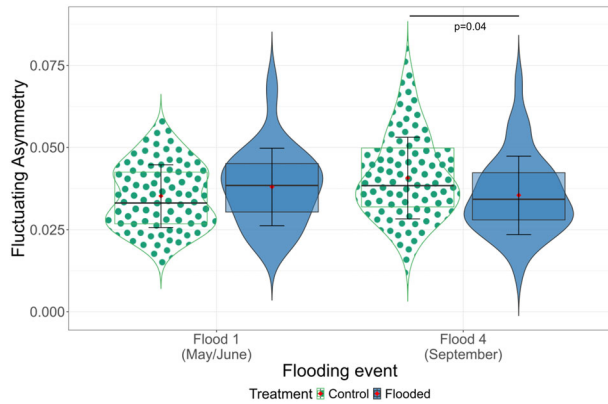 p=0.04
0.075
0.050
0.025
0.000
Fluctuating Asymmetry
Flood 1
(May/June)
Flood 4
(September)
Flooding event
Treatment Control Flooded